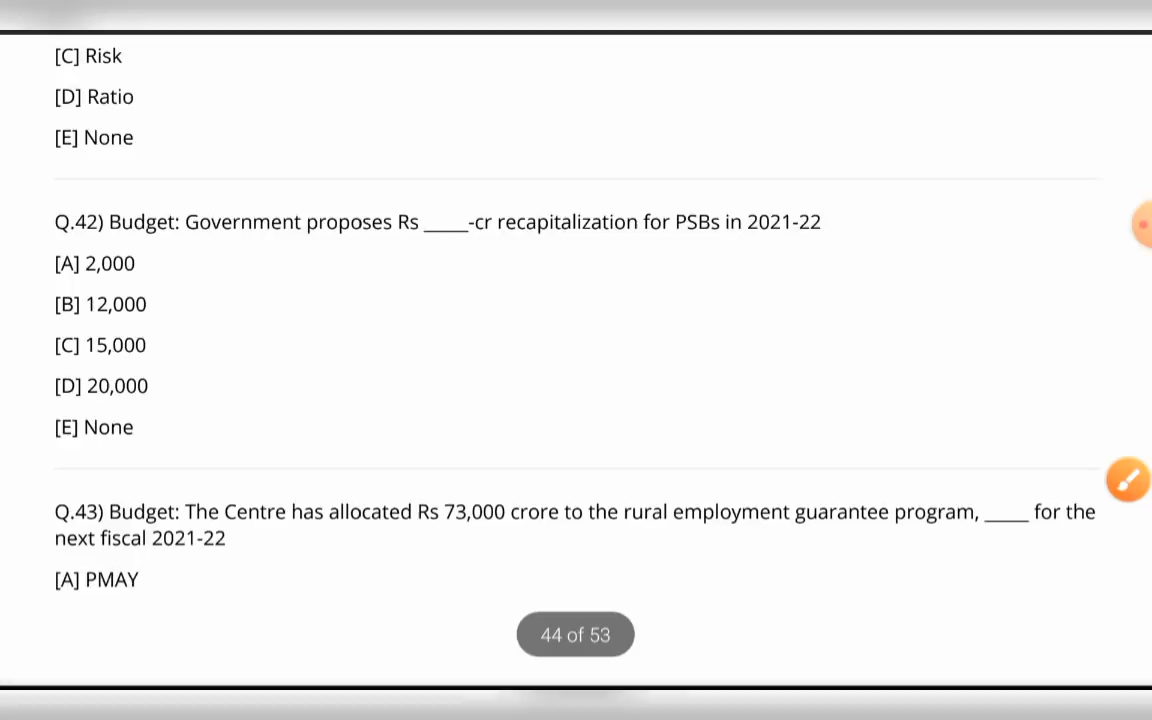 [C] Risk
[D] Ratio
[E] None
Q.42) Budget: Government proposes Rs _____-cr recapitalization for PSBs in 2021-22
[A] 2,000
[B] 12,000
[C] 15,000
[D] 20,000
[E] None
Q.43) Budget: The Centre has allocated Rs 73,000 crore to the rural employment guarantee program, _____ for the
next fiscal 2021-22
[A] PMAY
44 of 53